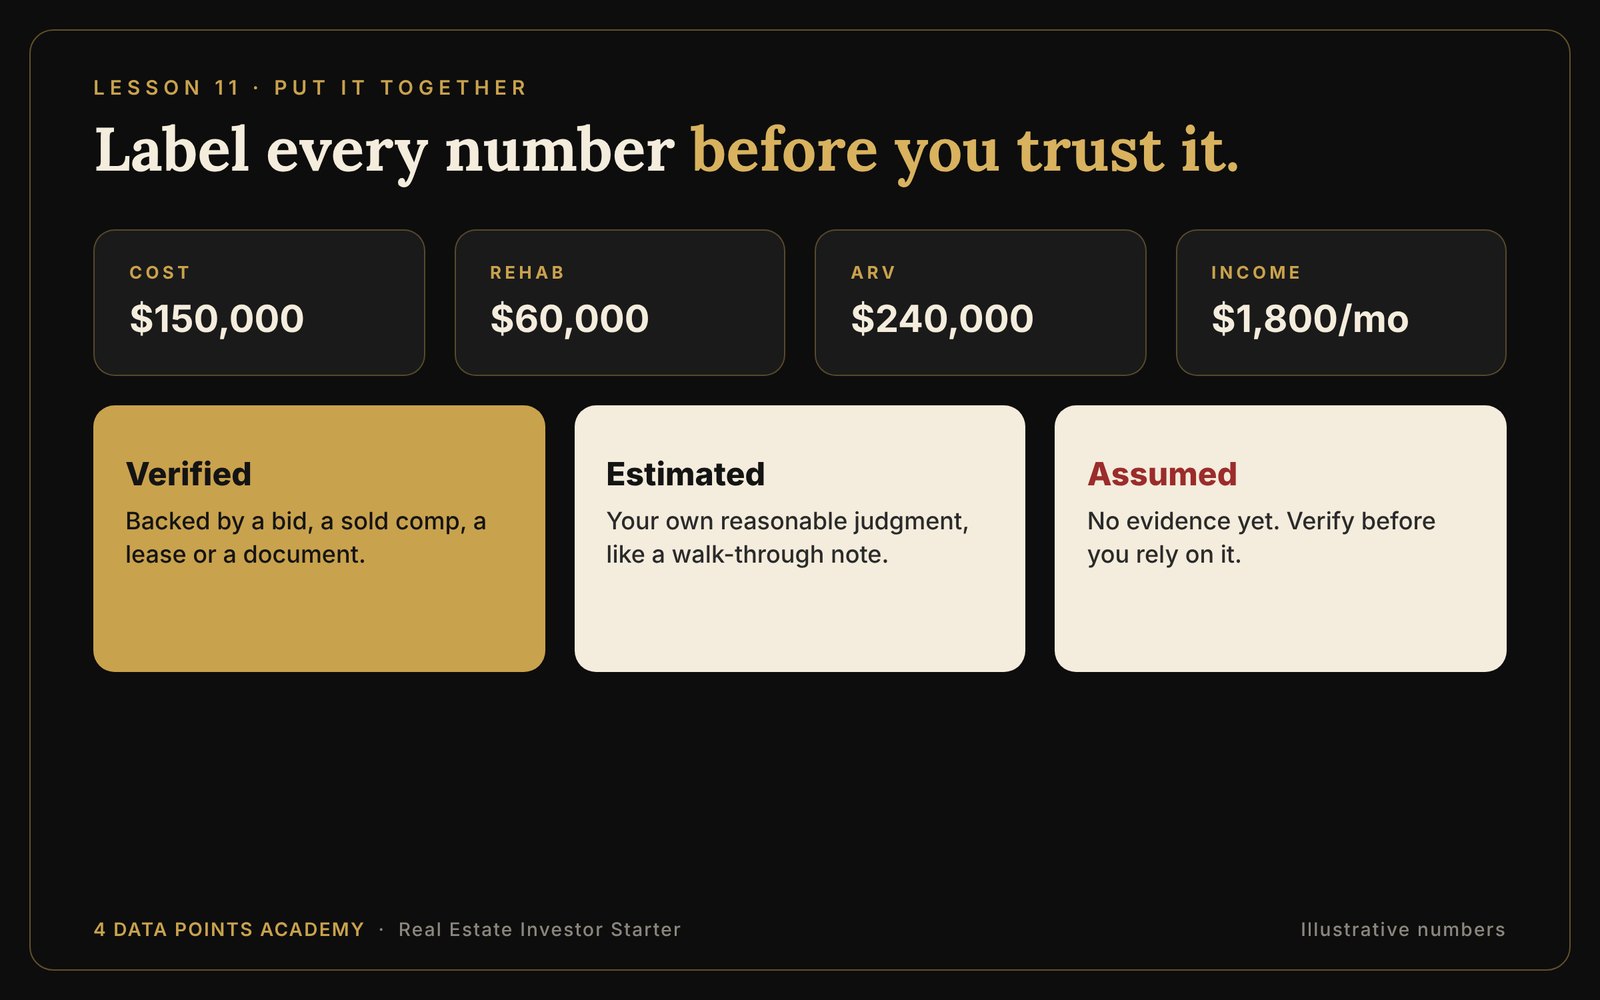 LESSON 11 · PUT IT TOGETHER
Label every number before you trust it.
COST
$150,000
REHAB
$60,000
ARV
$240,000
INCOME
$1,800/mo
Verified
Backed by a bid, a sold comp, a
lease or a document.
Estimated
Your own reasonable judgment,
like a walk-through note.
Assumed
No evidence yet. Verify before
you rely on it.
4 DATA POINTS ACADEMY · Real Estate Investor Starter
Illustrative numbers